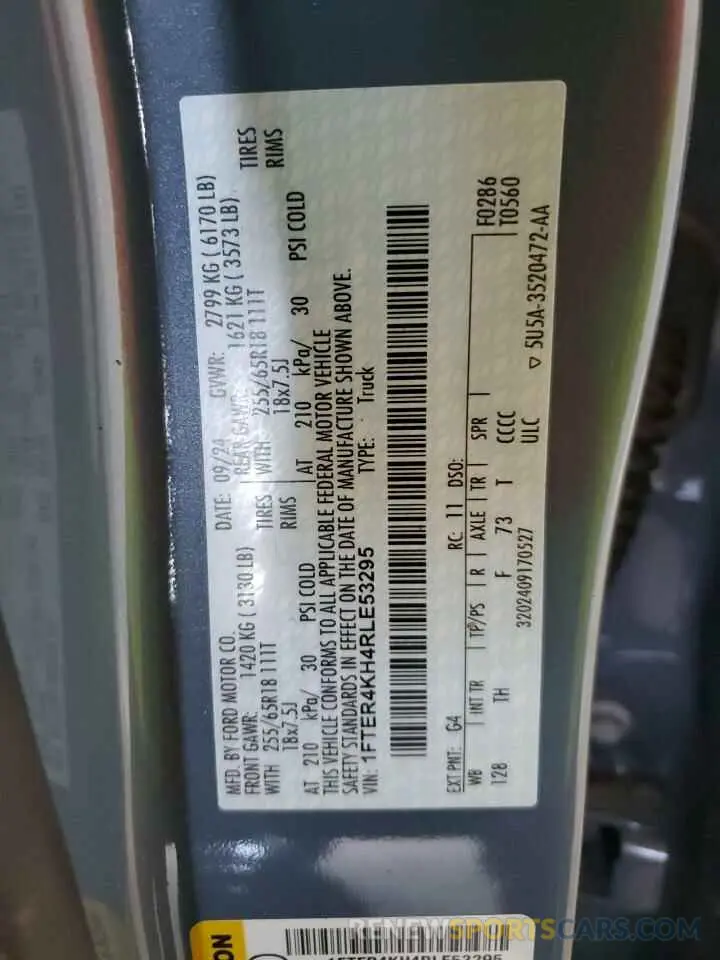 MFD. BY FORD MOTOR CO.
DATE: 09/24 GVWR: 2799 KG ( 6170 LB)
FRONT GAWR: 1420 KG ( 3130 LB) REAR GAWR: 1621 KG ( 3573 LB)
WITH 255/65R18 111T TIRES WITH 255/65R18 111T TIRES
18x7.5J RIMS 18x7.5J RIMS
AT 210 kPa/ 30 PSI COLD AT 210 kPa/ 30 PSI COLD
THIS VEHICLE CONFORMS TO ALL APPLICABLE FEDERAL MOTOR VEHICLE
SAFETY STANDARDS IN EFFECT ON THE DATE OF MANUFACTURE SHOWN ABOVE.
VIN: 1FTER4KH4RLE53295 TYPE: Truck
F0286
EXT PNT: G4 RC: 11 DSO: T0560
WB INT TR TP/PS R AXLE TR SPR
128 TH F 73 T CCCC
3202409170527 ULC
▽ 5U5A-3520472-AA
ON
1FTER4KH4RLE53295
RENEWSPORTSCARS.COM